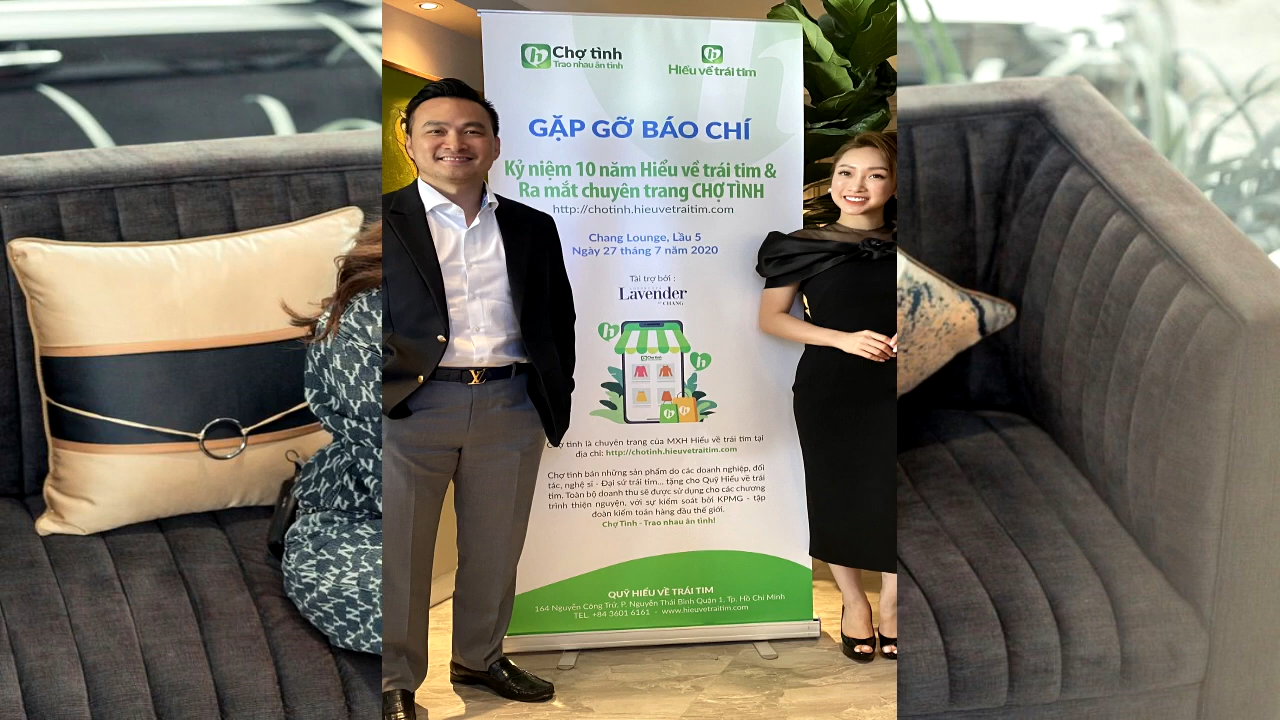 Chợ tình
Trao nhau ân tình
Hiểu về trái tim
GẶP GỠ BÁO CHÍ
Kỷ niệm 10 năm Hiểu về trái tim &
Ra mắt chuyên trang CHỢ TÌNH
http://chotinh.hieuvetraitim.com
Chang Lounge, Lầu 5
Ngày 27 tháng 7 năm 2020
Tài trợ bởi :
Lavender
BY CHANG
Chợ tình
Chợ tình là chuyên trang của MXH Hiểu về trái tim tại
địa chỉ: http://chotinh.hieuvetraitim.com
Chợ tình bán những sản phẩm do các doanh nghiệp, đối
tác, nghệ sĩ - Đại sứ trái tim... tặng cho Quỹ Hiểu về trái
tim. Toàn bộ doanh thu sẽ được sử dụng cho các chương
trình thiện nguyện, với sự kiểm soát bởi KPMG - tập
đoàn kiểm toán hàng đầu thế giới.
Chợ Tình - Trao nhau ân tình!
QUỸ HIỂU VỀ TRÁI TIM
164 Nguyễn Công Trứ, P. Nguyễn Thái Bình Quận 1, Tp. Hồ Chí Minh
TEL. +84 3601 6161 - www.hieuvetraitim.com